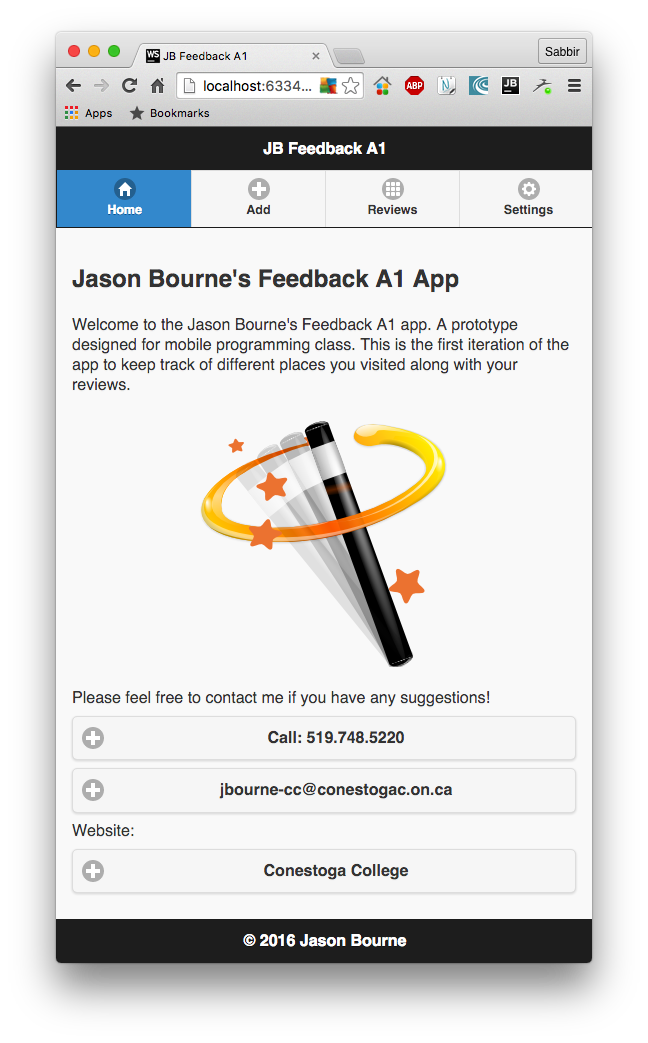 WS JB Feedback A1
Sabbir
localhost:6334...
ABP
N
JB
Apps Bookmarks
JB Feedback A1
Home Add Reviews Settings
Jason Bourne's Feedback A1 App
Welcome to the Jason Bourne's Feedback A1 app. A prototype
designed for mobile programming class. This is the first iteration of the
app to keep track of different places you visited along with your
reviews.
Please feel free to contact me if you have any suggestions!
Call: 519.748.5220
jbourne-cc@conestogac.on.ca
Website:
Conestoga College
© 2016 Jason Bourne